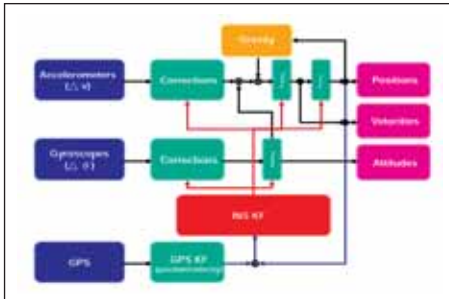 Gravity
Accelerometers
(△ v)
Corrections
Positions
Velocities
Gyroscopes
(△ θ)
Corrections
Attitudes
INS KF
GPS
GPS KF